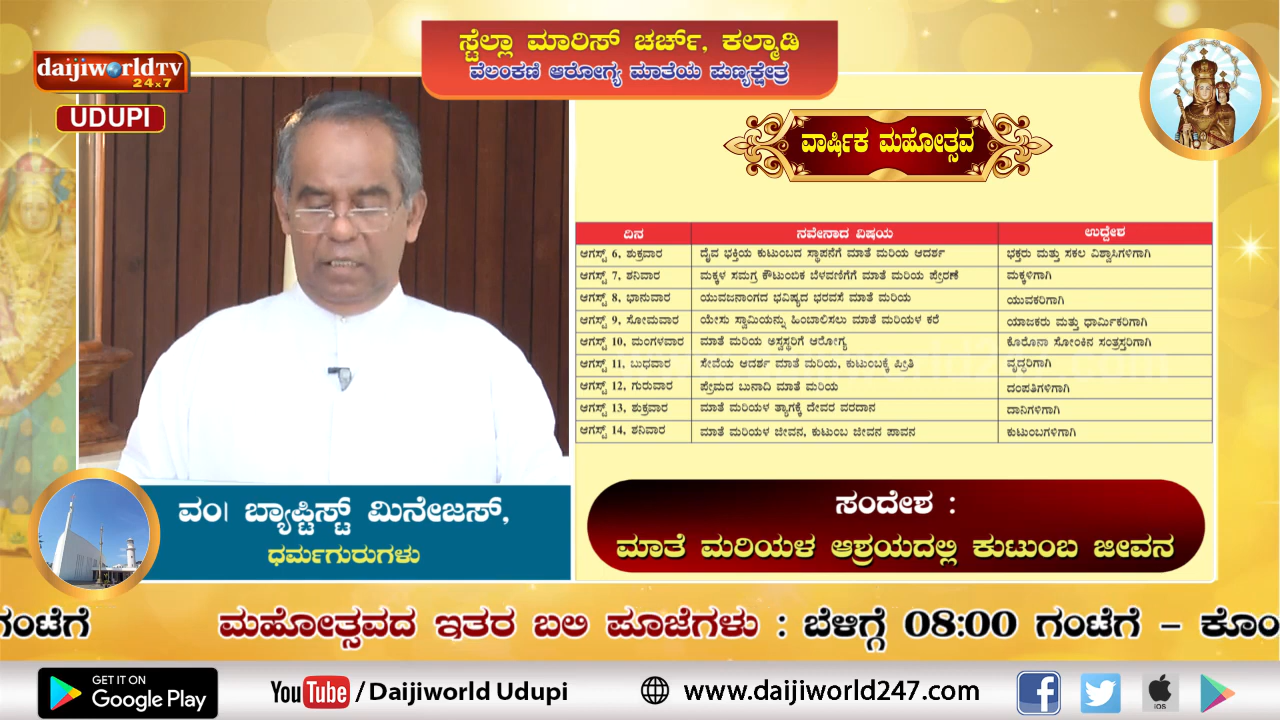 ಸ್ಟೆಲ್ಲಾ ಮಾರಿಸ್ ಚರ್ಚ್, ಕಲ್ಮಾಡಿ
ವೆಲಂಕಣಿ ಆರೋಗ್ಯ ಮಾತೆಯ ಪುಣ್ಯಕ್ಷೇತ್ರ
daijiworldTV
24x7
UDUPI
ವಾರ್ಷಿಕ ಮಹೋತ್ಸವ
ದಿನ ನವೇನಾದ ವಿಷಯ ಉದ್ದೇಶ
ಆಗಸ್ಟ್ 6, ಶುಕ್ರವಾರ ದೈವ ಭಕ್ತಿಯ ಕುಟುಂಬದ ಸ್ಥಾಪನೆಗೆ ಮಾತೆ ಮರಿಯ ಆದರ್ಶ ಭಕ್ತರು ಮತ್ತು ಸಕಲ ವಿಶ್ವಾಸಿಗಳಿಗಾಗಿ
ಆಗಸ್ಟ್ 7, ಶನಿವಾರ ಮಕ್ಕಳ ಸಮಗ್ರ ಕೌಟುಂಬಿಕ ಬೆಳವಣಿಗೆಗೆ ಮಾತೆ ಮರಿಯ ಪ್ರೇರಣೆ ಮಕ್ಕಳಿಗಾಗಿ
ಆಗಸ್ಟ್ 8, ಭಾನುವಾರ ಯುವಜನಾಂಗದ ಭವಿಷ್ಯದ ಭರವಸೆ ಮಾತೆ ಮರಿಯ ಯುವಕರಿಗಾಗಿ
ಆಗಸ್ಟ್ 9, ಸೋಮವಾರ ಯೇಸು ಸ್ವಾಮಿಯನ್ನು ಹಿಂಬಾಲಿಸಲು ಮಾತೆ ಮರಿಯಳ ಕರೆ ಯಾಜಕರು ಮತ್ತು ಧಾರ್ಮಿಕರಿಗಾಗಿ
ಆಗಸ್ಟ್ 10, ಮಂಗಳವಾರ ಮಾತೆ ಮರಿಯ ಅಸ್ವಸ್ಥರಿಗೆ ಆರೋಗ್ಯ ಕೊರೊನಾ ಸೋಂಕಿನ ಸಂತ್ರಸ್ತರಿಗಾಗಿ
ಆಗಸ್ಟ್ 11, ಬುಧವಾರ ಸೇವೆಯ ಆದರ್ಶ ಮಾತೆ ಮರಿಯ, ಕುಟುಂಬಕ್ಕೆ ಪ್ರೀತಿ ವೃದ್ಧರಿಗಾಗಿ
ಆಗಸ್ಟ್ 12, ಗುರುವಾರ ಪ್ರೇಮದ ಬುನಾದಿ ಮಾತೆ ಮರಿಯ ದಂಪತಿಗಳಿಗಾಗಿ
ಆಗಸ್ಟ್ 13, ಶುಕ್ರವಾರ ಮಾತೆ ಮರಿಯಳ ತ್ಯಾಗಕ್ಕೆ ದೇವರ ವರದಾನ ದಾನಿಗಳಿಗಾಗಿ
ಆಗಸ್ಟ್ 14, ಶನಿವಾರ ಮಾತೆ ಮರಿಯಳ ಜೀವನ, ಕುಟುಂಬ ಜೀವನ ಪಾವನ ಕುಟುಂಬಗಳಿಗಾಗಿ
ವಂ| ಬ್ಯಾಪ್ಟಿಸ್ಟ್ ಮಿನೇಜಸ್,
ಧರ್ಮಗುರುಗಳು
ಸಂದೇಶ :
ಮಾತೆ ಮರಿಯಳ ಆಶ್ರಯದಲ್ಲಿ ಕುಟುಂಬ ಜೀವನ
ಗಂಟೆಗೆ ಮಹೋತ್ಸವದ ಇತರ ಬಲಿ ಪೂಜೆಗಳು : ಬೆಳಿಗ್ಗೆ 08:00 ಗಂಟೆಗೆ – ಕೊಂ
GET IT ON
Google Play
YouTube /Daijiworld Udupi
www.daijiworld247.com
iOS